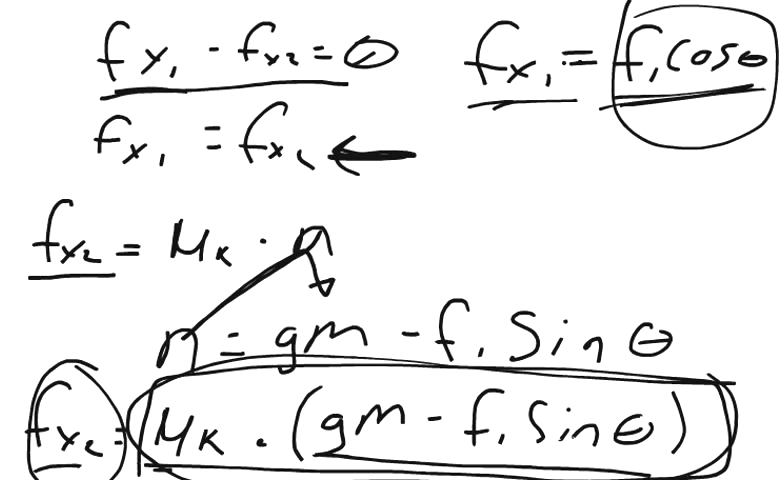 fx₁ - fx₂ = 0 fx₁ = f₁cosθ
fx₁ = fx₂
fx₂ = μₖ · n
n = gm - f₁ Sinθ
fx₂ = μₖ · (gm - f₁ Sinθ)